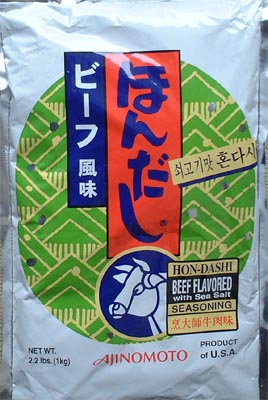 ほんだし®
ビーフ風味
쇠고기맛 혼다시
HON-DASHI
BEEF FLAVORED
with Sea Salt
SEASONING
烹大師牛肉味
NET WT.
2.2 lbs. (1kg)
AJINOMOTO
PRODUCT
of U.S.A.